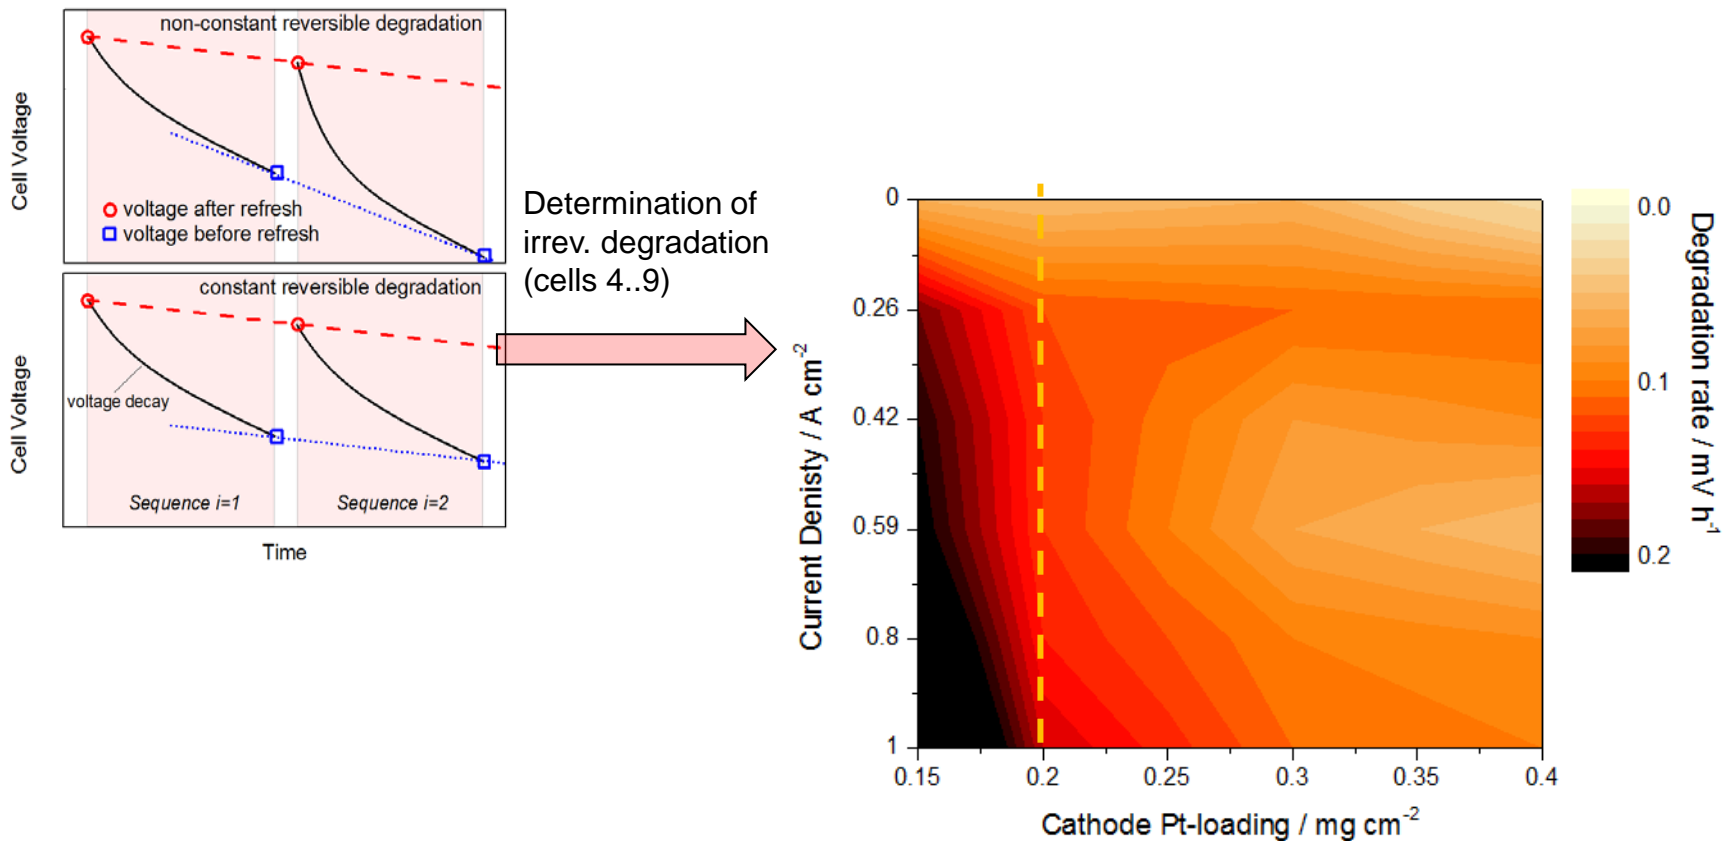 non-constant reversible degradation
Cell Voltage
voltage after refresh
voltage before refresh
constant reversible degradation
Cell Voltage
voltage decay
Sequence i=1
Sequence i=2
Time
Determination of
irrev. degradation
(cells 4..9)
Current Denisty / A cm-2
0
0.26
0.42
0.59
0.8
1
0.15
0.2
0.25
0.3
0.35
0.4
Cathode Pt-loading / mg cm-2
0.0
0.1
0.2
Degradation rate / mV h-1